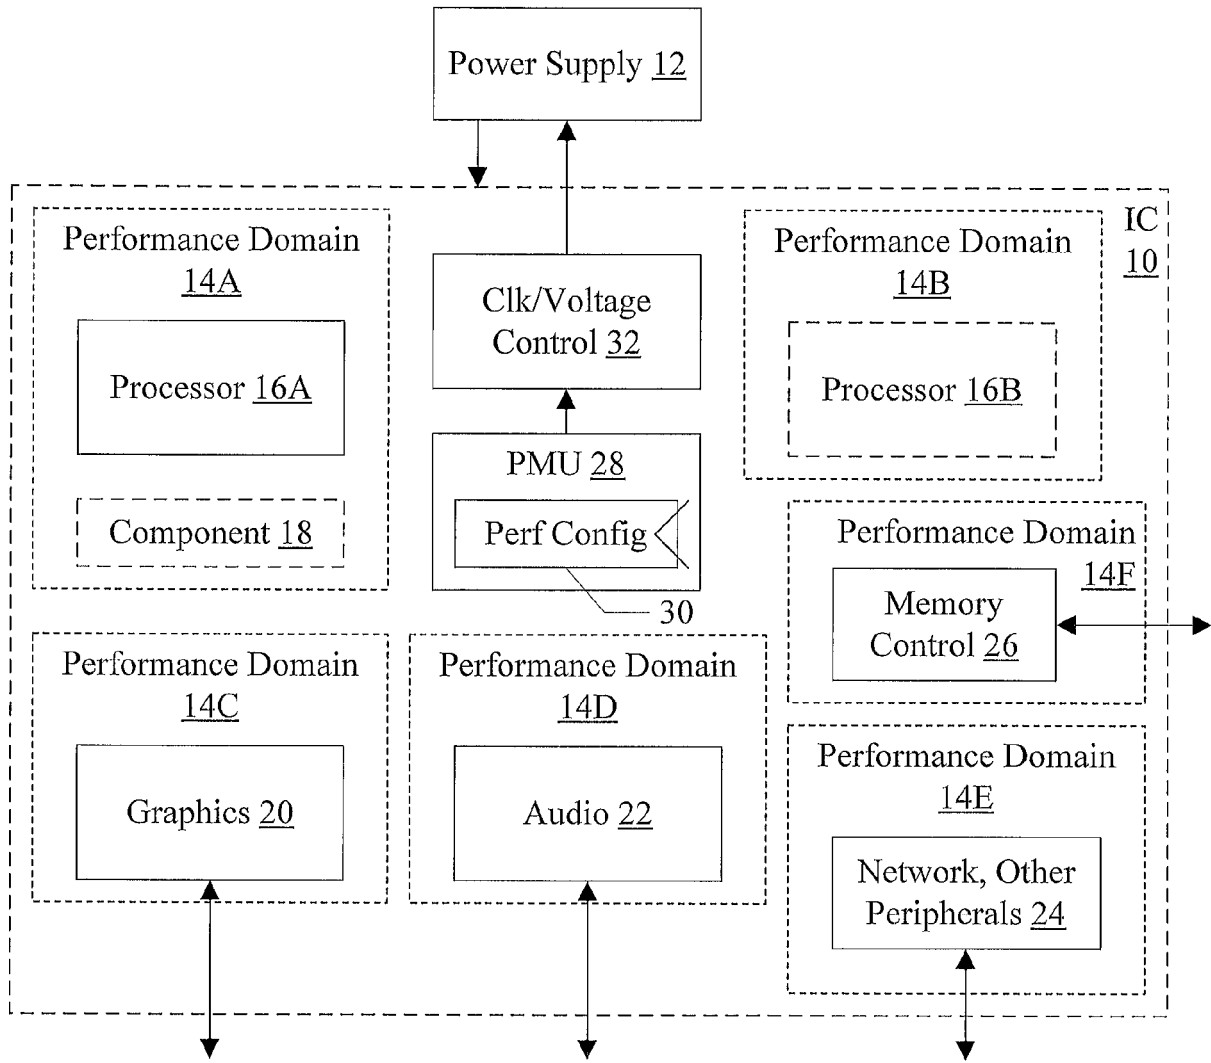 Power Supply 12
IC
10
Performance Domain
14A
Processor 16A
Component 18
Clk/Voltage
Control 32
PMU 28
Perf Config
30
Performance Domain
14B
Processor 16B
Performance Domain
14F
Memory
Control 26
Performance Domain
14C
Graphics 20
Performance Domain
14D
Audio 22
Performance Domain
14E
Network, Other
Peripherals 24